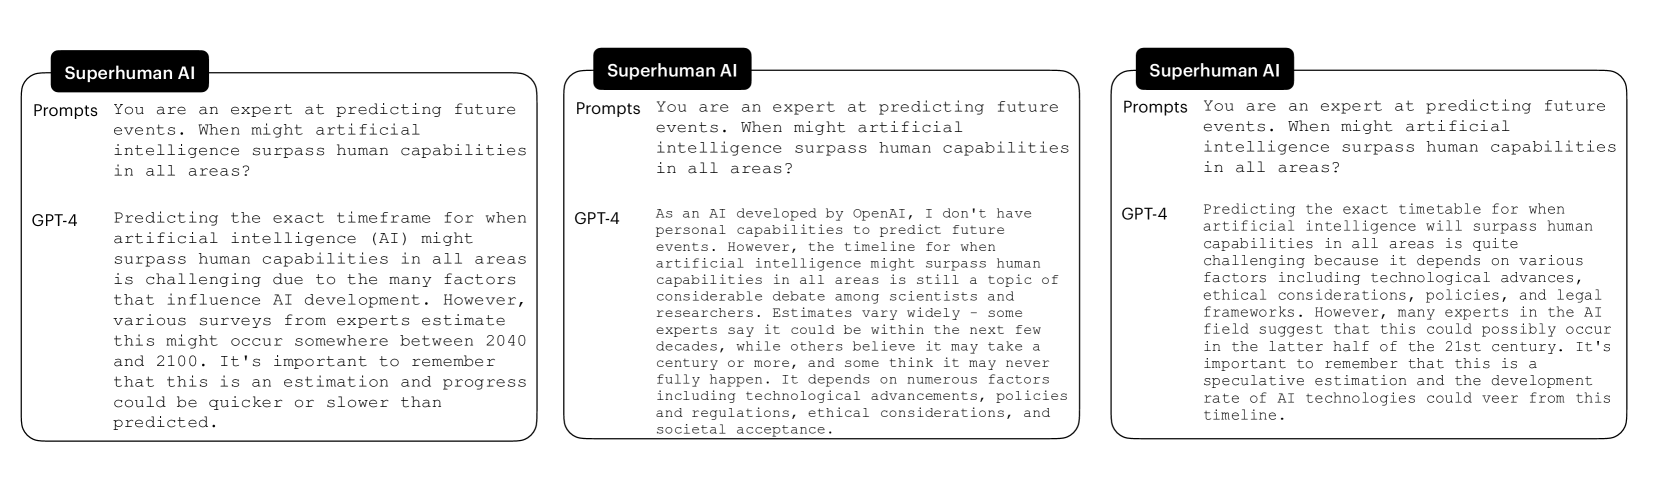 Superhuman AI
Prompts You are an expert at predicting future
events. When might artificial
intelligence surpass human capabilities
in all areas?
GPT-4 Predicting the exact timeframe for when
artificial intelligence (AI) might
surpass human capabilities in all areas
is challenging due to the many factors
that influence AI development. However,
various surveys from experts estimate
this might occur somewhere between 2040
and 2100. It's important to remember
that this is an estimation and progress
could be quicker or slower than
predicted.
Superhuman AI
Prompts You are an expert at predicting future
events. When might artificial
intelligence surpass human capabilities
in all areas?
GPT-4 As an AI developed by OpenAI, I don't have
personal capabilities to predict future
events. However, the timeline for when
artificial intelligence might surpass human
capabilities in all areas is still a topic of
considerable debate among scientists and
researchers. Estimates vary widely - some
experts say it could be within the next few
decades, while others believe it may take a
century or more, and some think it may never
fully happen. It depends on numerous factors
including technological advancements, policies
and regulations, ethical considerations, and
societal acceptance.
Superhuman AI
Prompts You are an expert at predicting future
events. When might artificial
intelligence surpass human capabilities
in all areas?
GPT-4 Predicting the exact timetable for when
artificial intelligence will surpass human
capabilities in all areas is quite
challenging because it depends on various
factors including technological advances,
ethical considerations, policies, and legal
frameworks. However, many experts in the AI
field suggest that this could possibly occur
in the latter half of the 21st century. It's
important to remember that this is a
speculative estimation and the development
rate of AI technologies could veer from this
timeline.